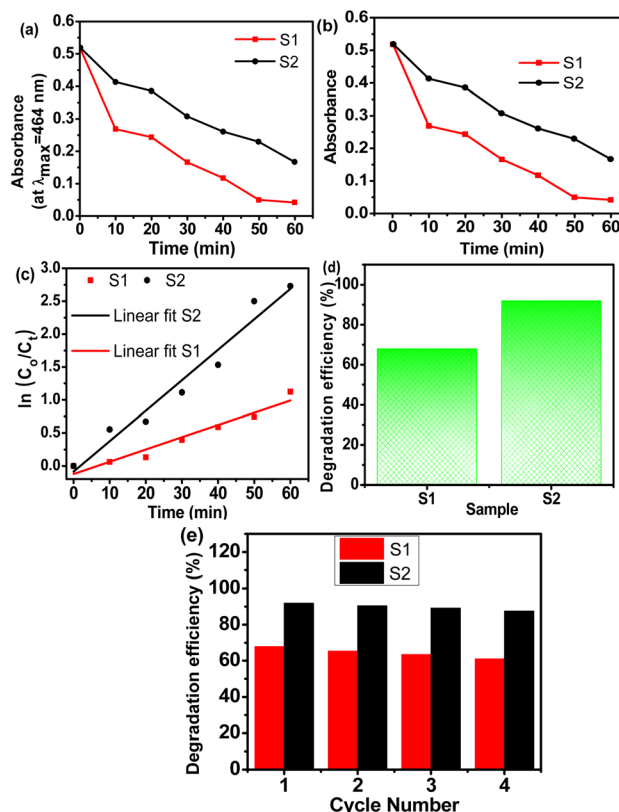 (a)
S1
S2
Absorbance
(at λmax=464 nm)
0.6
0.5
0.4
0.3
0.2
0.1
0.0
0 10 20 30 40 50 60
Time (min)
(b)
S1
S2
Absorbance
0.6
0.5
0.4
0.3
0.2
0.1
0.0
0 10 20 30 40 50 60
Time (min)
(c)
S1 S2
Linear fit S2
Linear fit S1
ln (Co/Ct)
3.0
2.5
2.0
1.5
1.0
0.5
0.0
0 10 20 30 40 50 60
Time (min)
(d)
Degradation efficiency (%)
100
80
60
40
20
0
S1 S2
Sample
(e)
S1
S2
Degradation efficiency (%)
120
100
80
60
40
20
0
1 2 3 4
Cycle Number